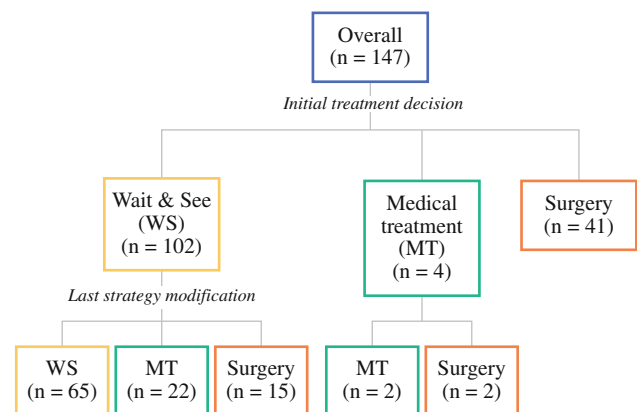 Overall
(n = 147)
Initial treatment decision
Wait & See
(WS)
(n = 102)
Medical
treatment
(MT)
(n = 4)
Surgery
(n = 41)
Last strategy modification
WS
(n = 65)
MT
(n = 22)
Surgery
(n = 15)
MT
(n = 2)
Surgery
(n = 2)